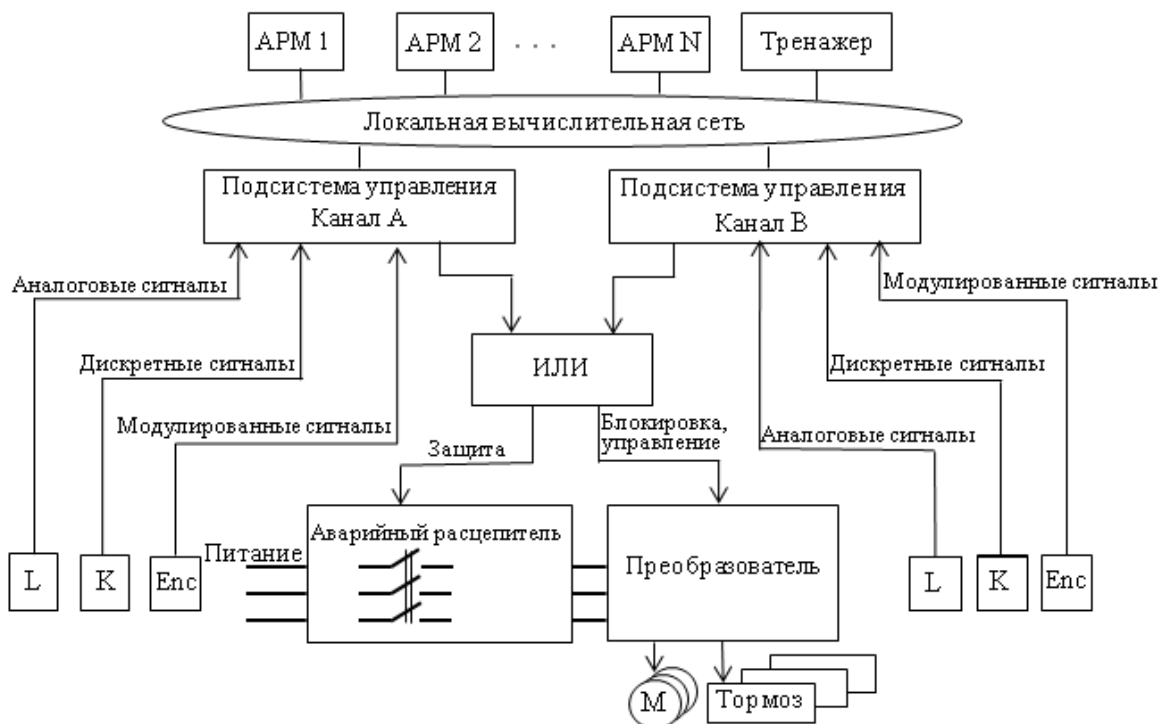 АРМ 1
АРМ 2
. . .
АРМ N
Тренажер
Локальная вычислительная сеть
Подсистема управления
Канал А
Подсистема управления
Канал В
Аналоговые сигналы
Модулированные сигналы
Дискретные сигналы
ИЛИ
Дискретные сигналы
Модулированные сигналы
Защита
Блокировка,
управление
Аналоговые сигналы
Питание
Аварийный расцепитель
Преобразователь
L
K
Enc
L
K
Enc
М
Тормоз